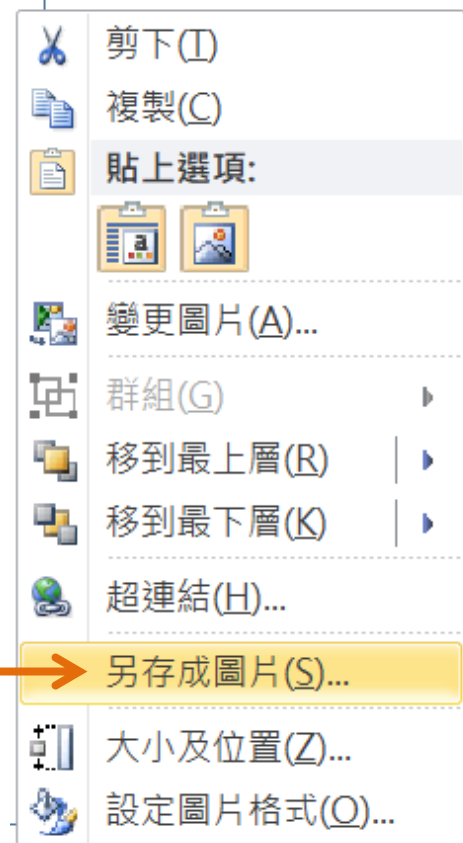 剪下(T)
複製(C)
貼上選項:
a
變更圖片(A)...
群組(G)
移到最上層(R)
移到最下層(K)
超連結(H)...
另存成圖片(S)...
大小及位置(Z)...
設定圖片格式(O)...